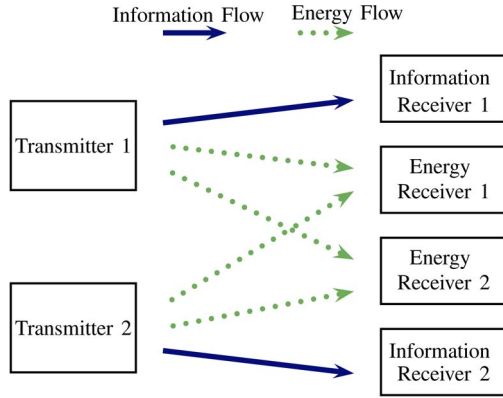 Information Flow
Energy Flow
Information
Receiver 1
Transmitter 1
Energy
Receiver 1
Energy
Receiver 2
Transmitter 2
Information
Receiver 2